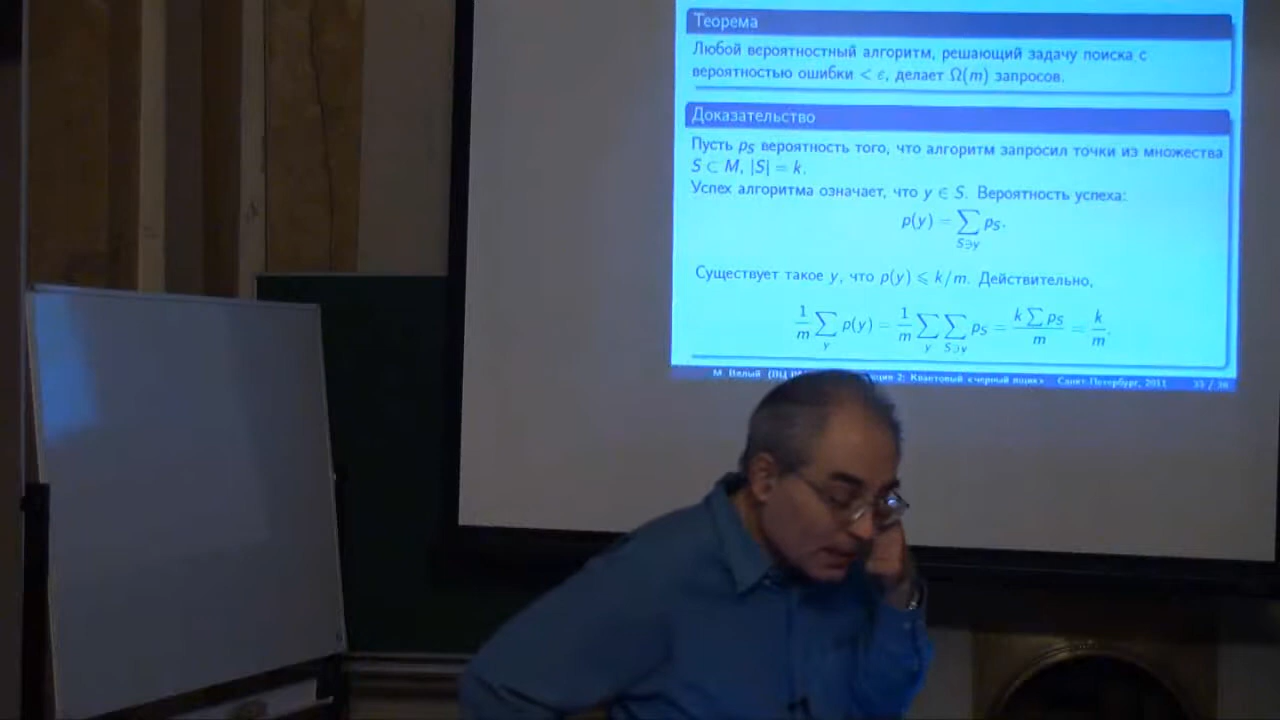 Теорема
Любой вероятностный алгоритм, решающий задачу поиска с
вероятностью ошибки < ε, делает Ω(m) запросов.
Доказательство
Пусть p_S вероятность того, что алгоритм запросил точки из множества
S ⊂ M, |S| = k.
Успех алгоритма означает, что y ∈ S. Вероятность успеха:
p(y) = ∑_{S∋y} p_S.
Существует такое y, что p(y) ⩽ k/m. Действительно,
1/m ∑_y p(y) = 1/m ∑_y ∑_{S∋y} p_S = k ∑ p_S / m = k/m.
М. Вялый 2: Квантовый «черный ящик» Санкт-Петербург, 2011